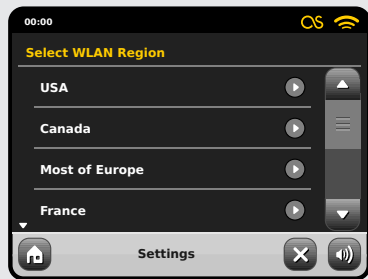 00:00
Select WLAN Region
USA
Canada
Most of Europe
France
Settings